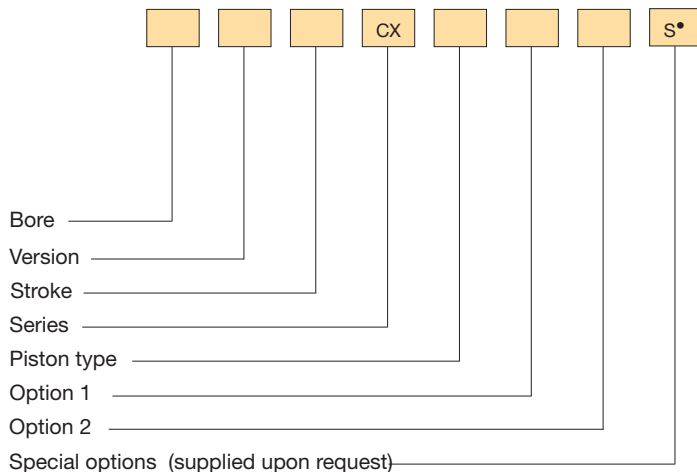 CX S•
Bore
Version
Stroke
Series
Piston type
Option 1
Option 2
Special options (supplied upon request)